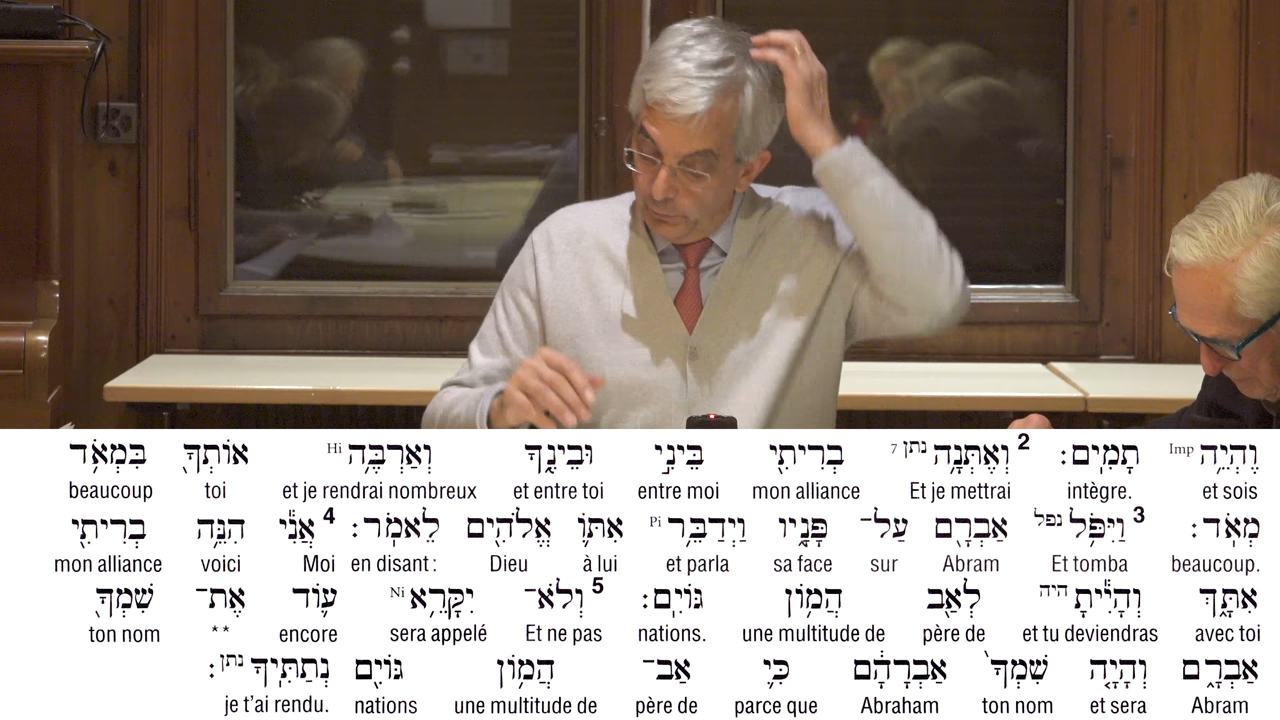 וֶהְיֵ֥ה Imp תָמִֽים׃ 2 וְאֶתְּנָ֥ה נתן 7 בְרִיתִ֖י בֵּינִ֣י וּבֵינֶ֑ךָ וְאַרְבֶּ֥ה Hi אוֹתְךָ֖ בִּמְאֹ֥ד
et sois intègre. Et je mettrai mon alliance entre moi et entre toi et je rendrai nombreux toi beaucoup
מְאֹֽד׃ 3 וַיִּפֹּ֥ל נפל אַבְרָ֖ם עַל־ פָּנָ֑יו וַיְדַבֵּ֥ר Pi אִתּ֛וֹ אֱלֹהִ֖ים לֵאמֹֽר׃ 4 אֲנִ֕י הִנֵּ֥ה בְרִיתִ֖י
beaucoup. Et tomba Abram sur sa face et parla à lui Dieu en disant : Moi voici mon alliance
אִתָּ֑ךְ וְהָיִ֕יתָ היה לְאַ֖ב הֲמ֥וֹן גּוֹיִֽם׃ 5 וְלֹא־ יִקָּרֵ֥א Ni ע֛וֹד אֶת־ שִׁמְךָ֖
avec toi et tu deviendras père de une multitude de nations. Et ne pas sera appelé encore ** ton nom
אַבְרָ֑ם וְהָיָ֤ה שִׁמְךָ֙ אַבְרָהָ֔ם כִּ֛י אַב־ הֲמ֥וֹן גּוֹיִ֖ם נְתַתִּֽיךָ נתן׃
Abram et sera ton nom Abraham parce que père de une multitude de nations je t'ai rendu.